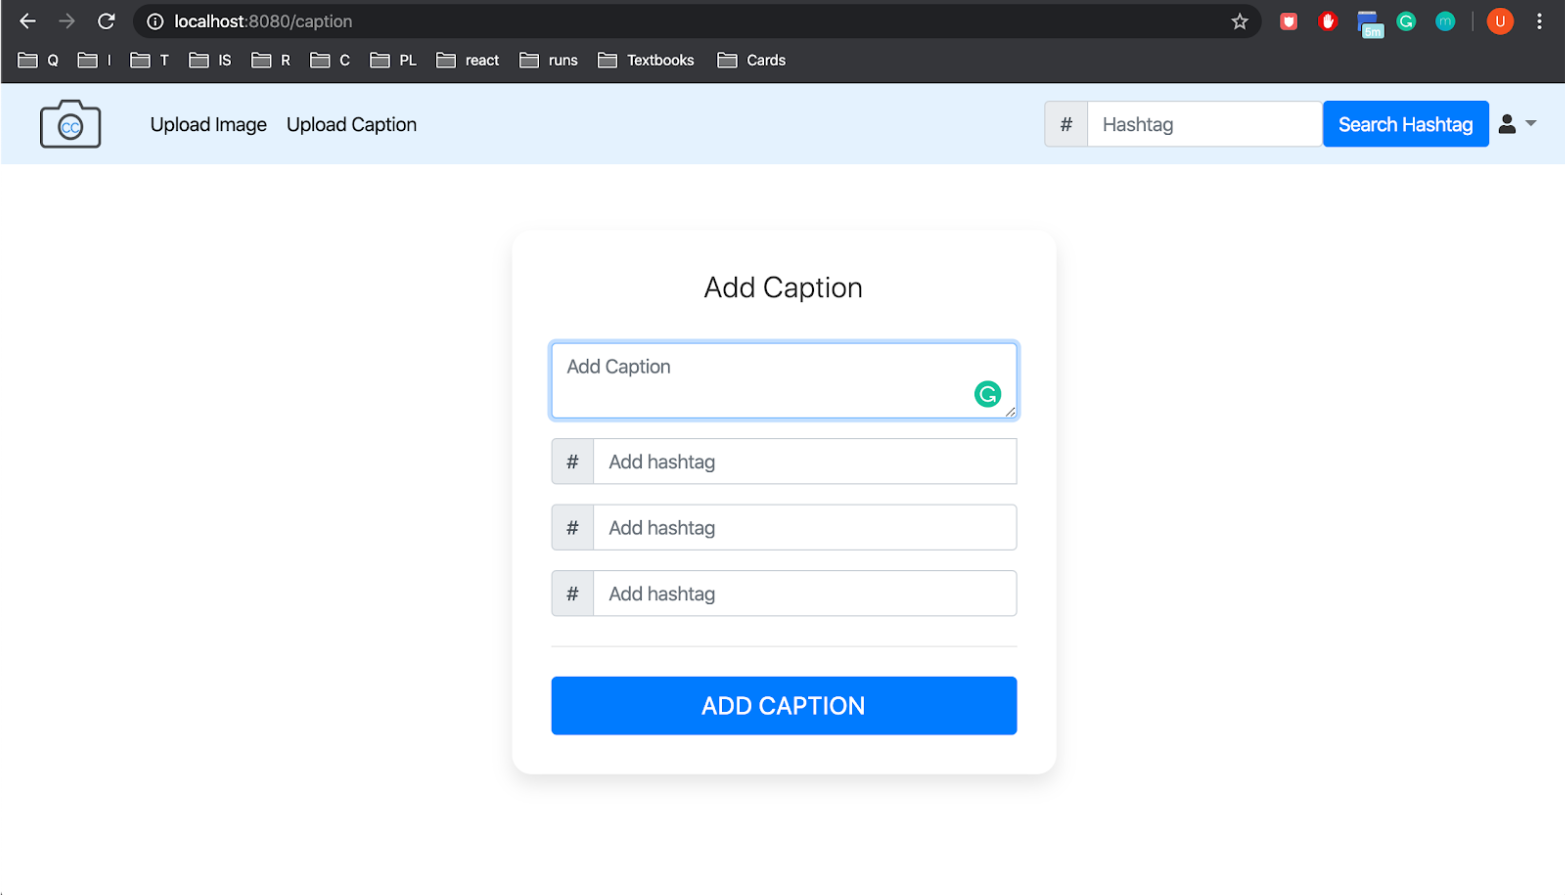 localhost:8080/caption
5m
U
Q I T IS R C PL react runs Textbooks Cards
CC Upload Image Upload Caption # Hashtag Search Hashtag
Add Caption
Add Caption
# Add hashtag
# Add hashtag
# Add hashtag
ADD CAPTION